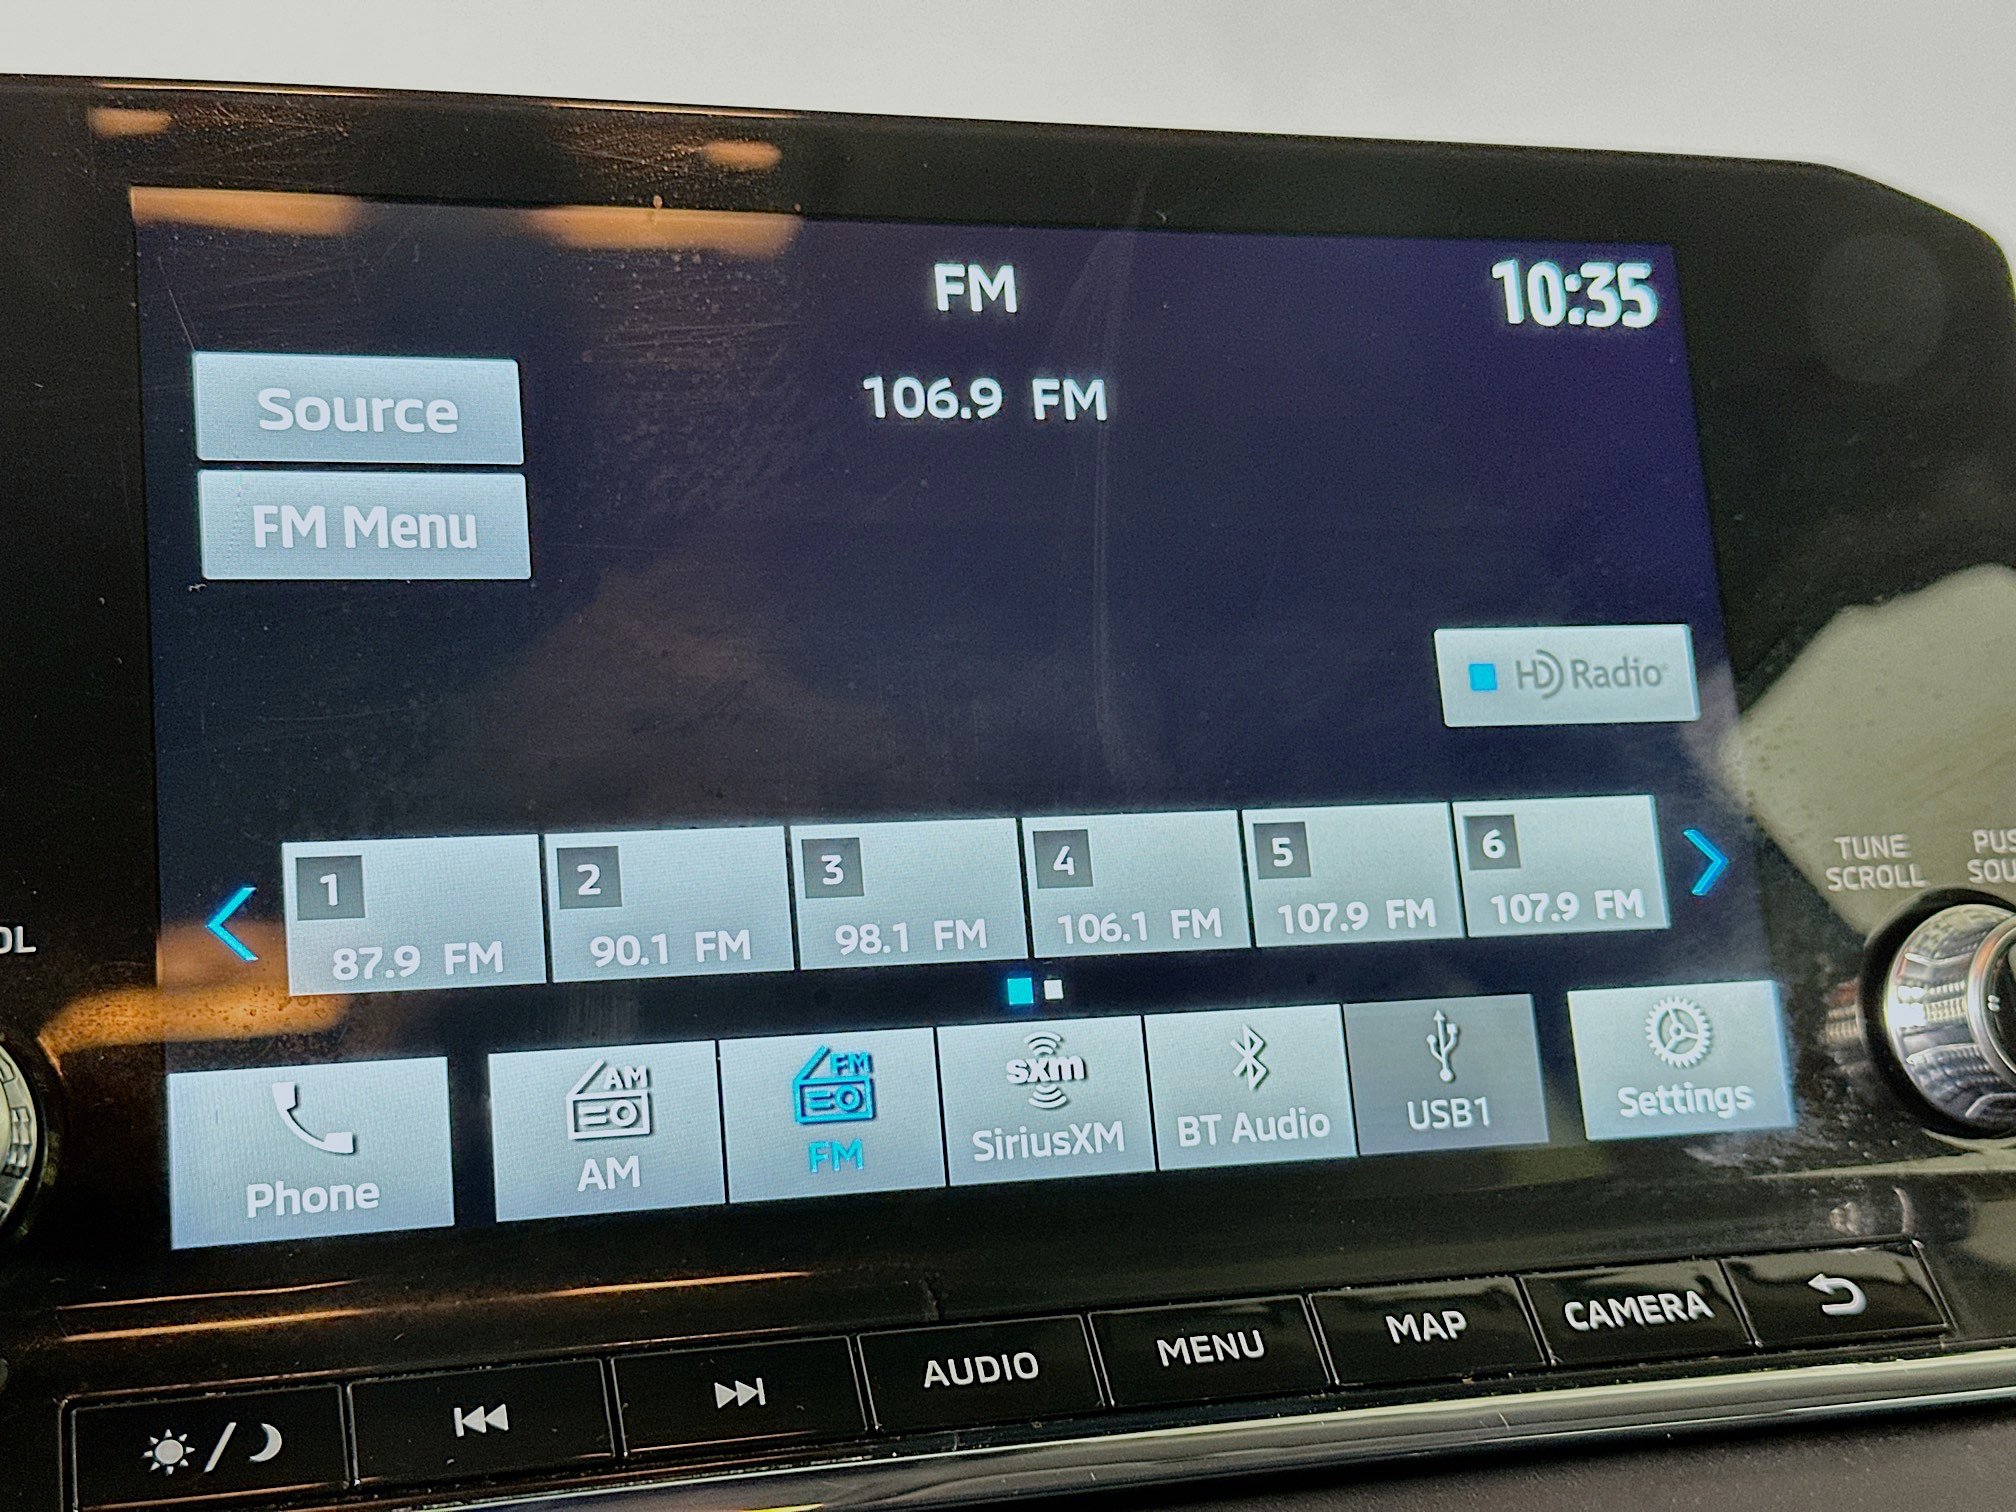 FM
10:35
106.9 FM
Source
FM Menu
HD Radio
1
87.9 FM
2
90.1 FM
3
98.1 FM
4
106.1 FM
5
107.9 FM
6
107.9 FM
TUNE
SCROLL
Phone
AM
AM
FM
FM
sxm
SiriusXM
BT Audio
USB1
Settings
AUDIO
MENU
MAP
CAMERA